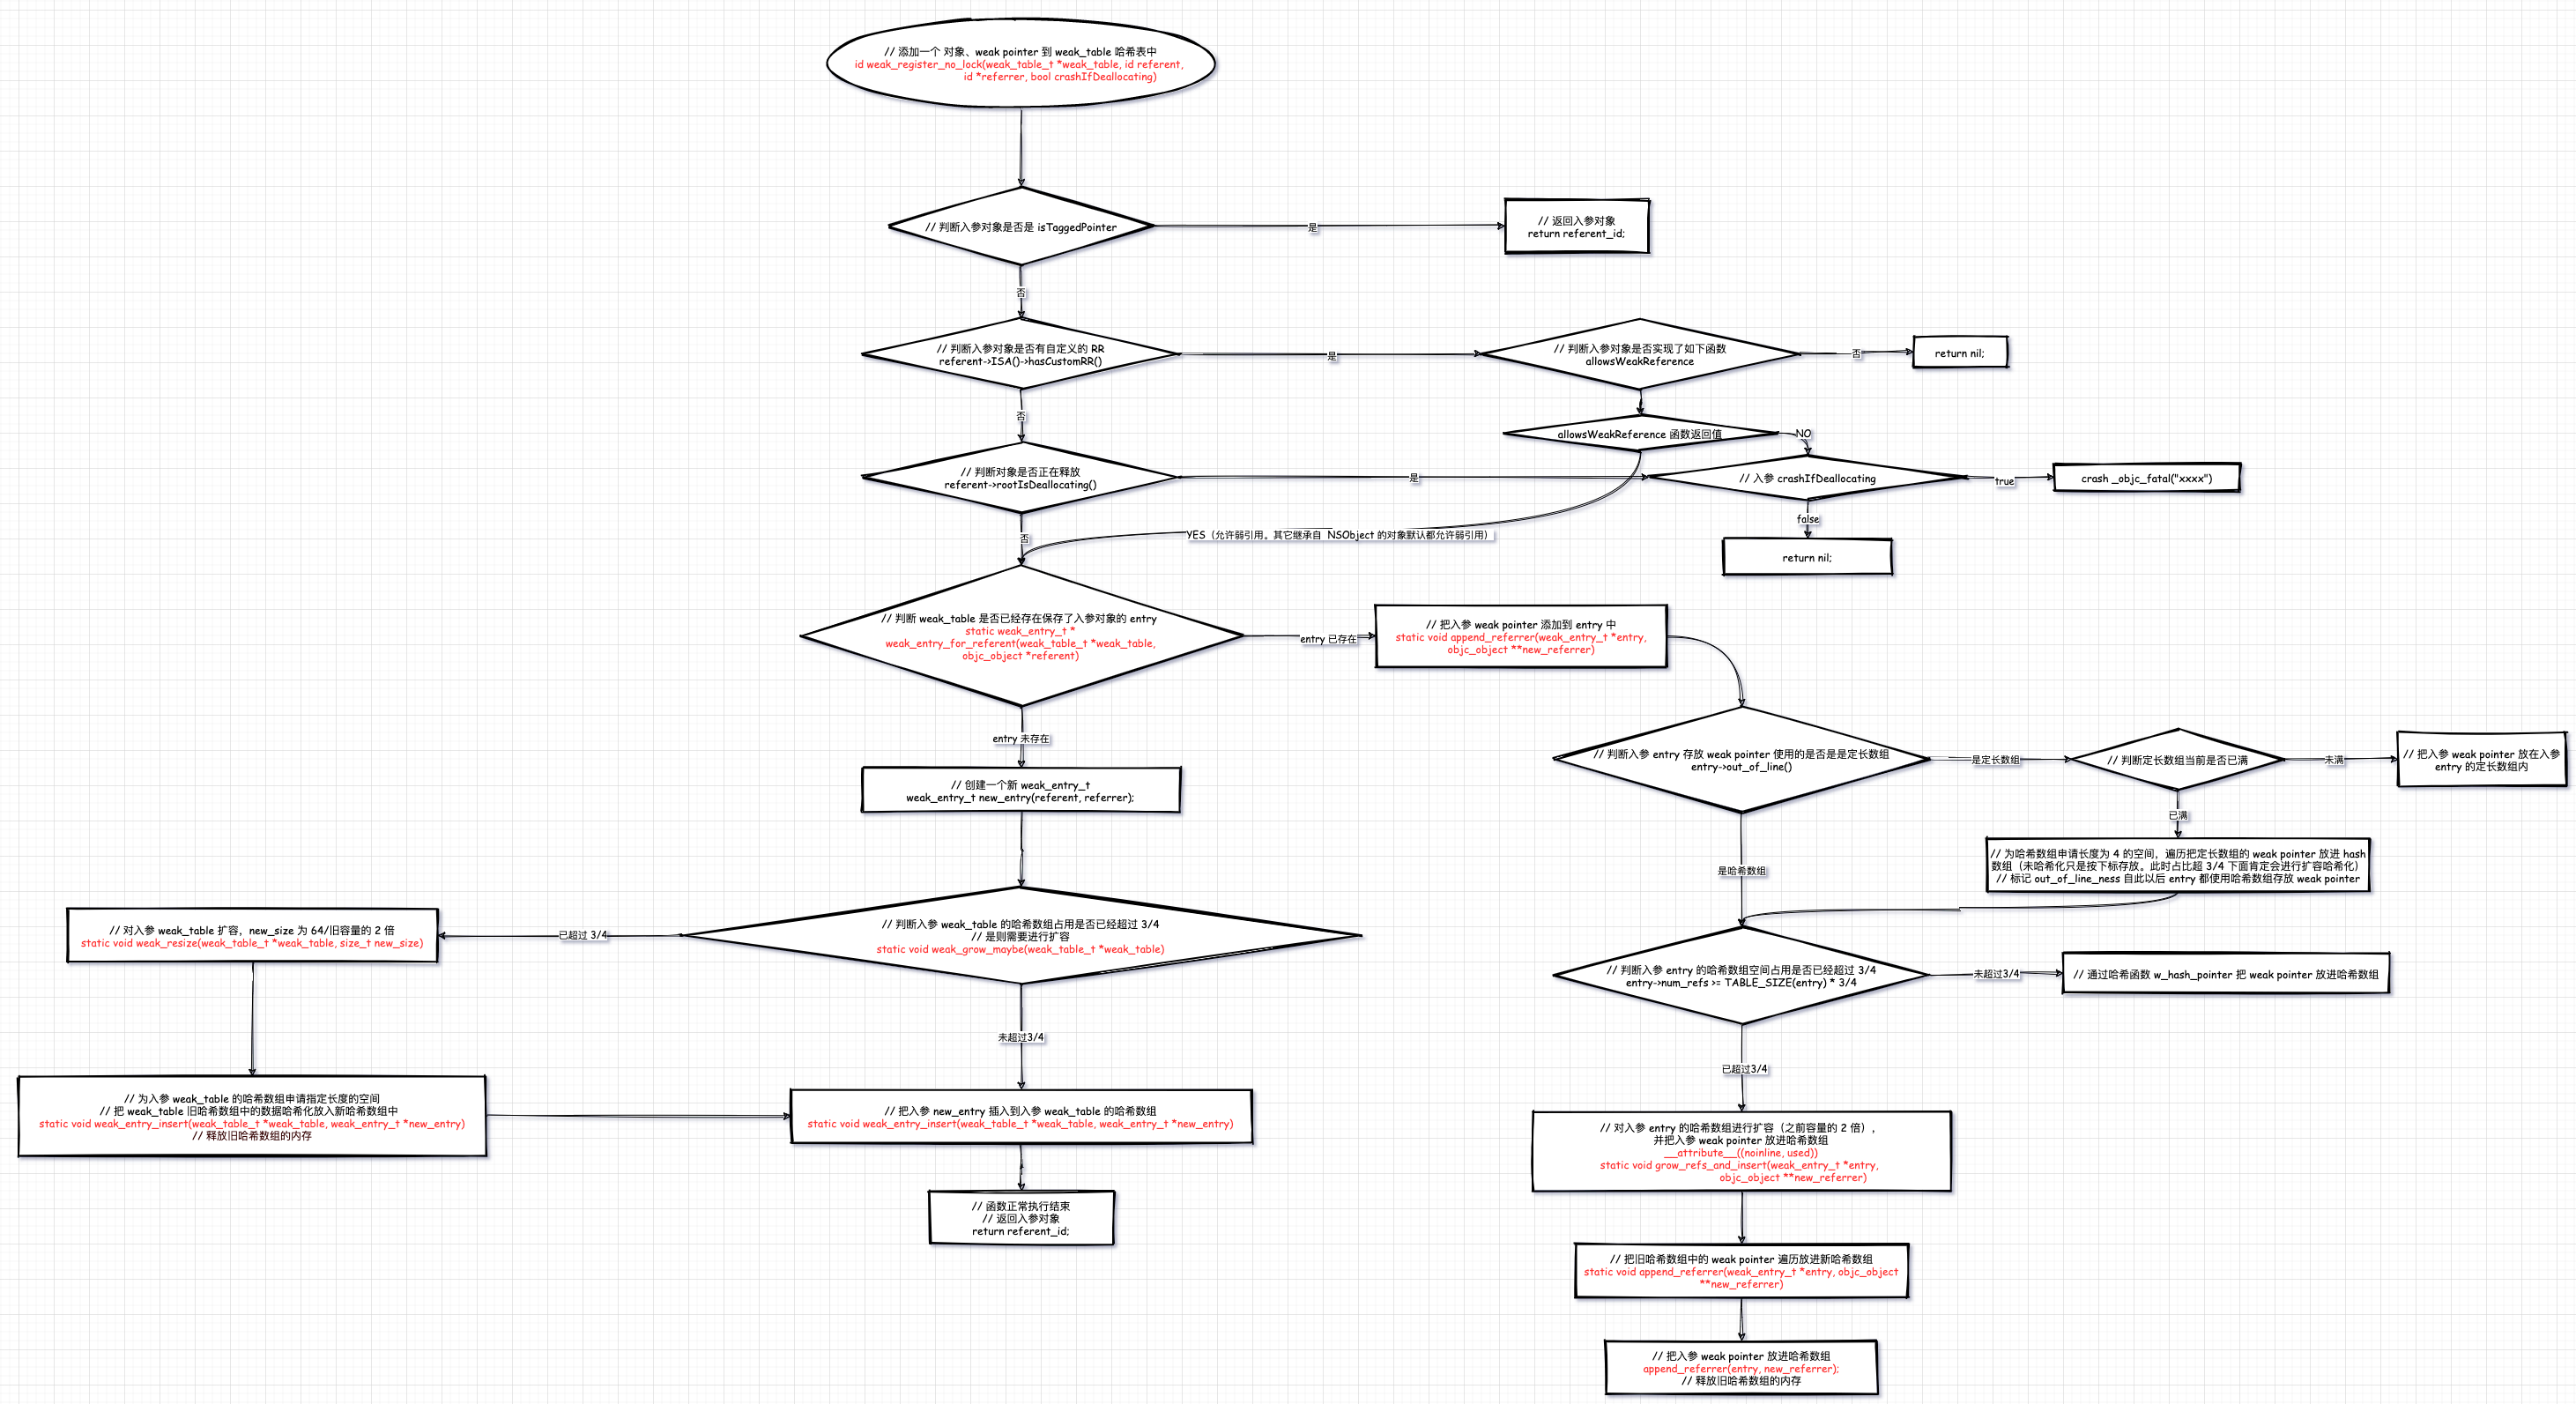 // 添加一个 对象、weak pointer 到 weak_table 哈希表中
id weak_register_no_lock(weak_table_t *weak_table, id referent,
id *referrer, bool crashIfDeallocating)
// 判断入参对象是否是 isTaggedPointer
是
// 返回入参对象
return referent_id;
否
// 判断入参对象是否有自定义的 RR
referent->ISA()->hasCustomRR()
是
// 判断入参对象是否实现了如下函数
allowsWeakReference
否
return nil;
否
allowsWeakReference 函数返回值
NO
// 判断对象是否正在释放
referent->rootIsDeallocating()
是
// 入参 crashIfDeallocating
true
crash _objc_fatal("xxxx")
false
否
YES（允许弱引用。其它继承自 NSObject 的对象默认都允许弱引用）
return nil;
// 判断 weak_table 是否已经存在保存了入参对象的 entry
static weak_entry_t *
weak_entry_for_referent(weak_table_t *weak_table,
objc_object *referent)
entry 已存在
// 把入参 weak pointer 添加到 entry 中
static void append_referrer(weak_entry_t *entry,
objc_object **new_referrer)
entry 未存在
// 判断入参 entry 存放 weak pointer 使用的是否是是定长数组
entry->out_of_line()
是定长数组
// 判断定长数组当前是否已满
未满
// 把入参 weak pointer 放在入参
entry 的定长数组内
// 创建一个新 weak_entry_t
weak_entry_t new_entry(referent, referrer);
已满
// 为哈希数组申请长度为 4 的空间，遍历把定长数组的 weak pointer 放进 hash
数组（未哈希化只是按下标存放。此时占比超 3/4 下面肯定会进行扩容哈希化）
// 标记 out_of_line_ness 自此以后 entry 都使用哈希数组存放 weak pointer
是哈希数组
// 判断入参 weak_table 的哈希数组占用是否已经超过 3/4
// 是则需要进行扩容
static void weak_grow_maybe(weak_table_t *weak_table)
已超过 3/4
// 对入参 weak_table 扩容，new_size 为 64/旧容量的 2 倍
static void weak_resize(weak_table_t *weak_table, size_t new_size)
// 判断入参 entry 的哈希数组空间占用是否已经超过 3/4
entry->num_refs >= TABLE_SIZE(entry) * 3/4
未超过3/4
// 通过哈希函数 w_hash_pointer 把 weak pointer 放进哈希数组
未超过3/4
已超过3/4
// 为入参 weak_table 的哈希数组申请指定长度的空间
// 把 weak_table 旧哈希数组中的数据哈希化放入新哈希数组中
static void weak_entry_insert(weak_table_t *weak_table, weak_entry_t *new_entry)
// 释放旧哈希数组的内存
// 把入参 new_entry 插入到入参 weak_table 的哈希数组
static void weak_entry_insert(weak_table_t *weak_table, weak_entry_t *new_entry)
// 对入参 entry 的哈希数组进行扩容（之前容量的 2 倍），
并把入参 weak pointer 放进哈希数组
__attribute__((noinline, used))
static void grow_refs_and_insert(weak_entry_t *entry,
objc_object **new_referrer)
// 函数正常执行结束
// 返回入参对象
return referent_id;
// 把旧哈希数组中的 weak pointer 遍历放进新哈希数组
static void append_referrer(weak_entry_t *entry, objc_object
**new_referrer)
// 把入参 weak pointer 放进哈希数组
append_referrer(entry, new_referrer);
// 释放旧哈希数组的内存